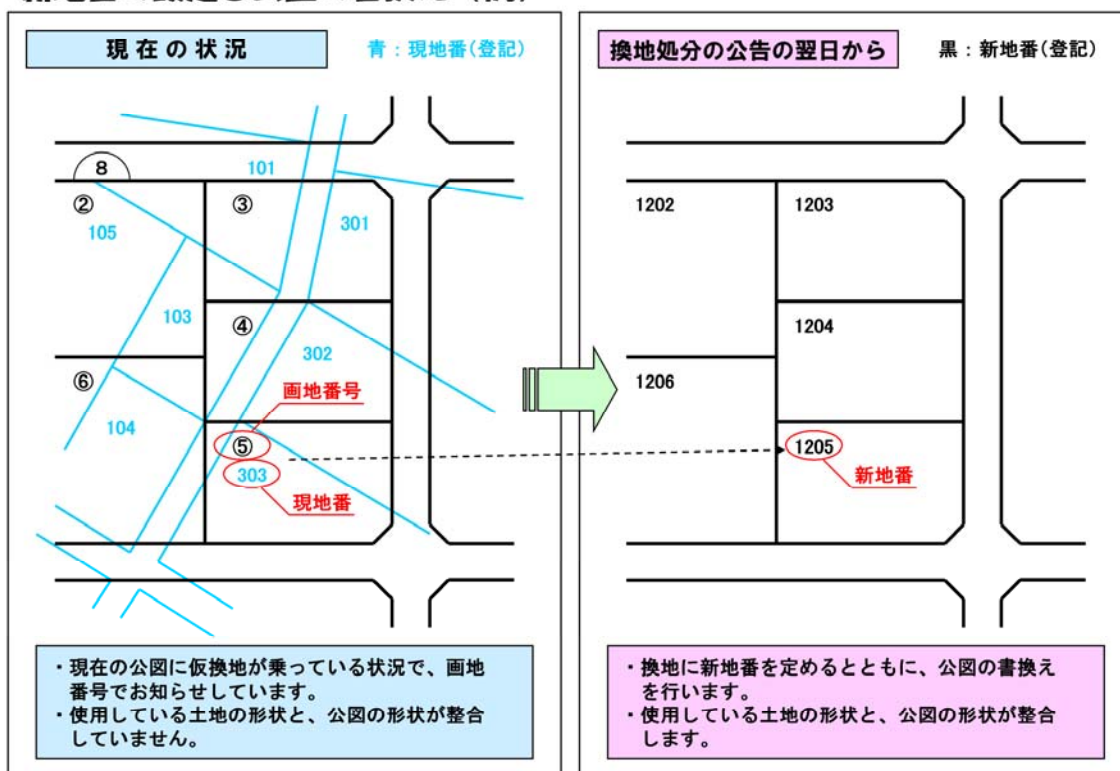 現在の状況
青：現地番（登記）
8
101
②
③
105
301
103
④
302
⑥
画地番号
104
⑤
303
現地番
・現在の公図に仮換地が乗っている状況で、画地
番号でお知らせしています。
・使用している土地の形状と、公図の形状が整合
していません。
換地処分の公告の翌日から
黒：新地番（登記）
1202
1203
1204
1206
1205
新地番
・換地に新地番を定めるとともに、公図の書換え
を行います。
・使用している土地の形状と、公図の形状が整合
します。